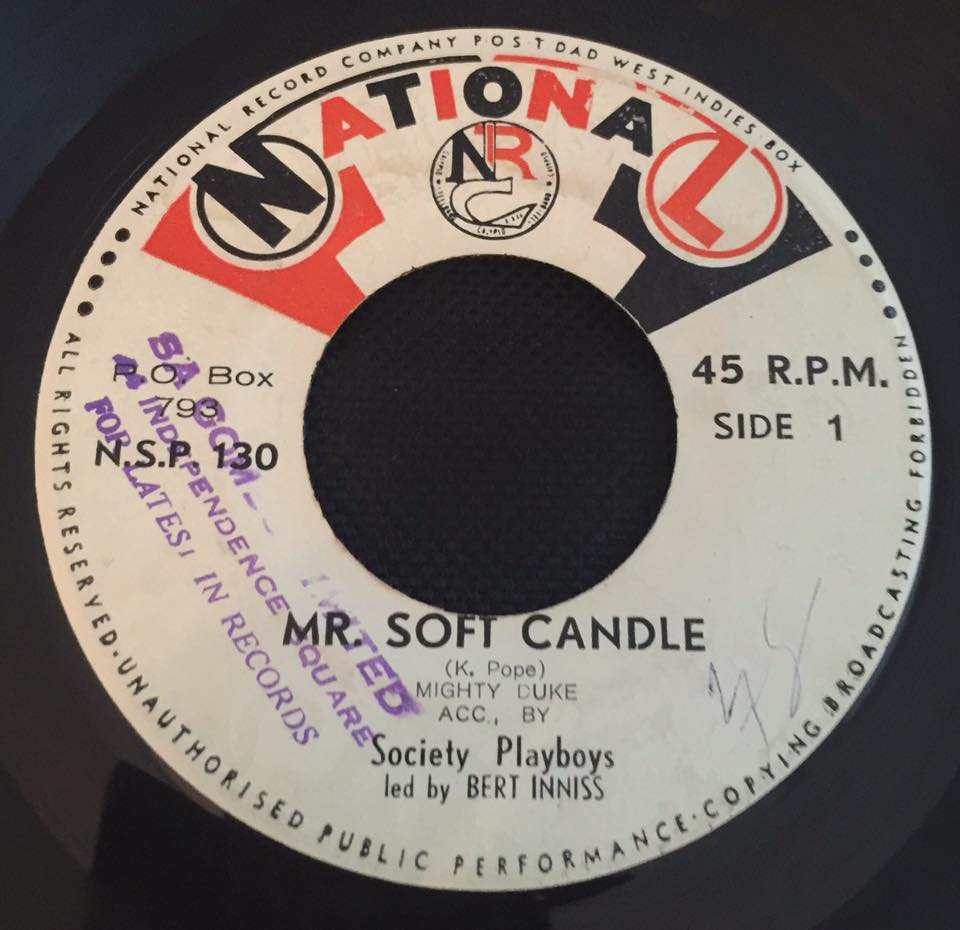 NATIONAL RECORD COMPANY P·O·S·T DAD WEST INDIES·BOX
NATIONAL
NRC
P.O. Box
793
N.S.P. 130
45 R.P.M.
SIDE 1
INDEPENDENCE SQUARE
FOR LATEST IN RECORDS
MR. SOFT CANDLE
(K. Pope)
MIGHTY DUKE
ACC., BY
Society Playboys
led by BERT INNISS
ALL RIGHTS RESERVED·UNAUTHORISED PUBLIC PERFORMANCE·COPYING BROADCASTING FORBIDDEN